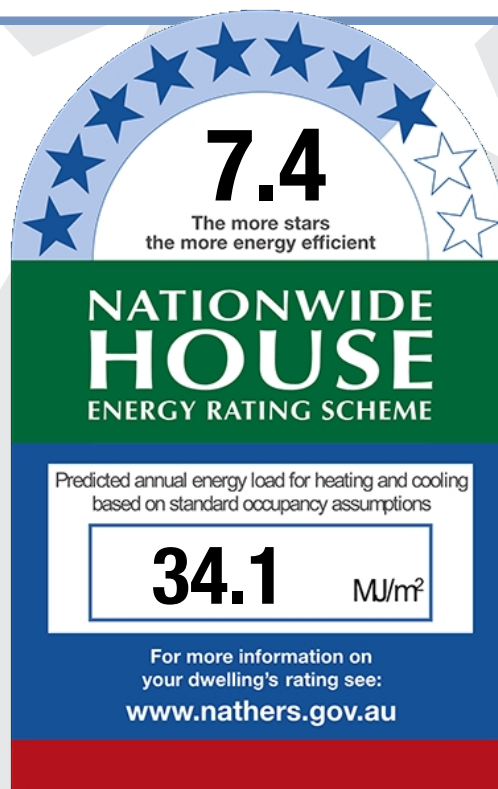 7.4
The more stars
the more energy efficient
NATIONWIDE
HOUSE
ENERGY RATING SCHEME
Predicted annual energy load for heating and cooling
based on standard occupancy assumptions
34.1 MJ/m²
For more information on
your dwelling's rating see:
www.nathers.gov.au